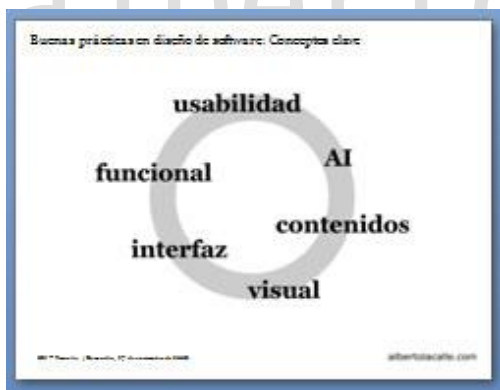 Buenas prácticas en diseño de software: Conceptos clave
usabilidad
AI
funcional
contenidos
interfaz
visual
albertolacalle.com